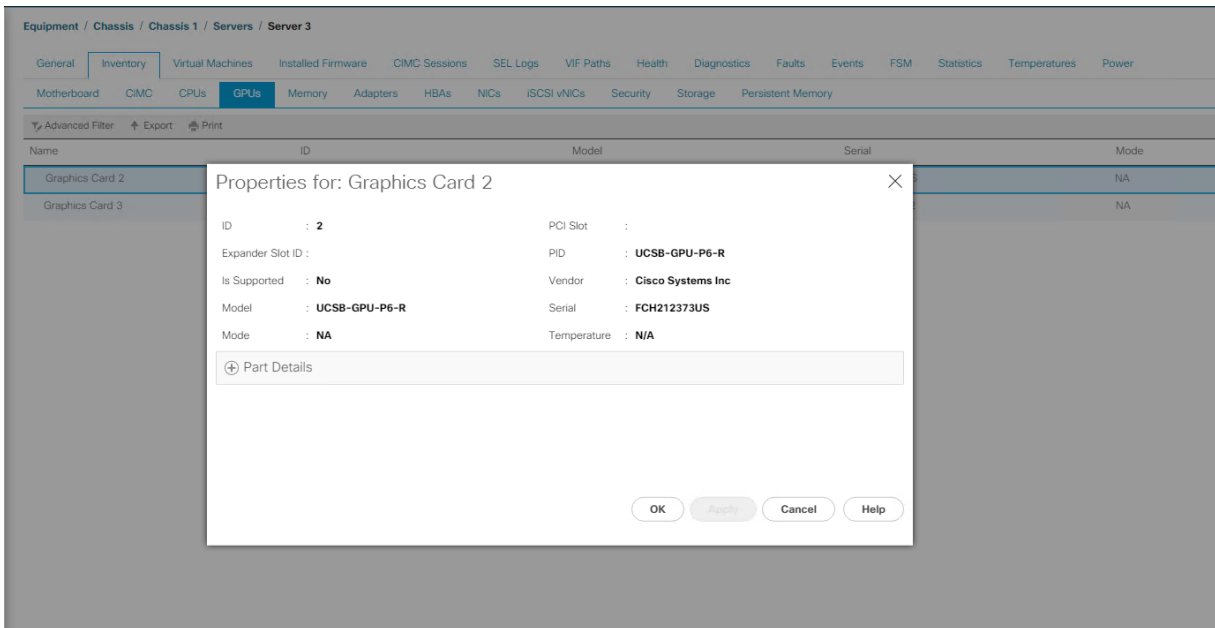 Equipment / Chassis / Chassis 1 / Servers / Server 3
General Inventory Virtual Machines Installed Firmware CIMC Sessions SEL Logs VIF Paths Health Diagnostics Faults Events FSM Statistics Temperatures Power
Motherboard CIMC CPUs GPUs Memory Adapters HBAs NICs iSCSI vNICs Security Storage Persistent Memory
Advanced Filter Export Print
Name ID Model Serial Mode
Graphics Card 2 NA
Graphics Card 3 NA
Properties for: Graphics Card 2
ID : 2 PCI Slot :
Expander Slot ID : PID : UCSB-GPU-P6-R
Is Supported : No Vendor : Cisco Systems Inc
Model : UCSB-GPU-P6-R Serial : FCH212373US
Mode : NA Temperature : N/A
Part Details
OK Apply Cancel Help